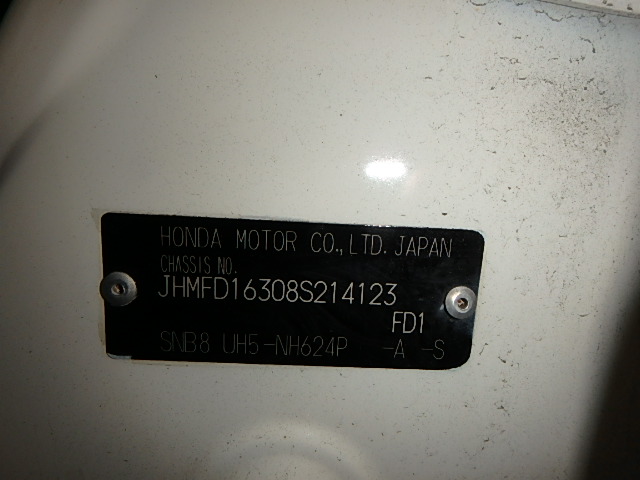 HONDA MOTOR CO.,LTD. JAPAN
CHASSIS NO.
JHMFD16308S214123
FD1
SNB8 UH5-NH624P -A -S